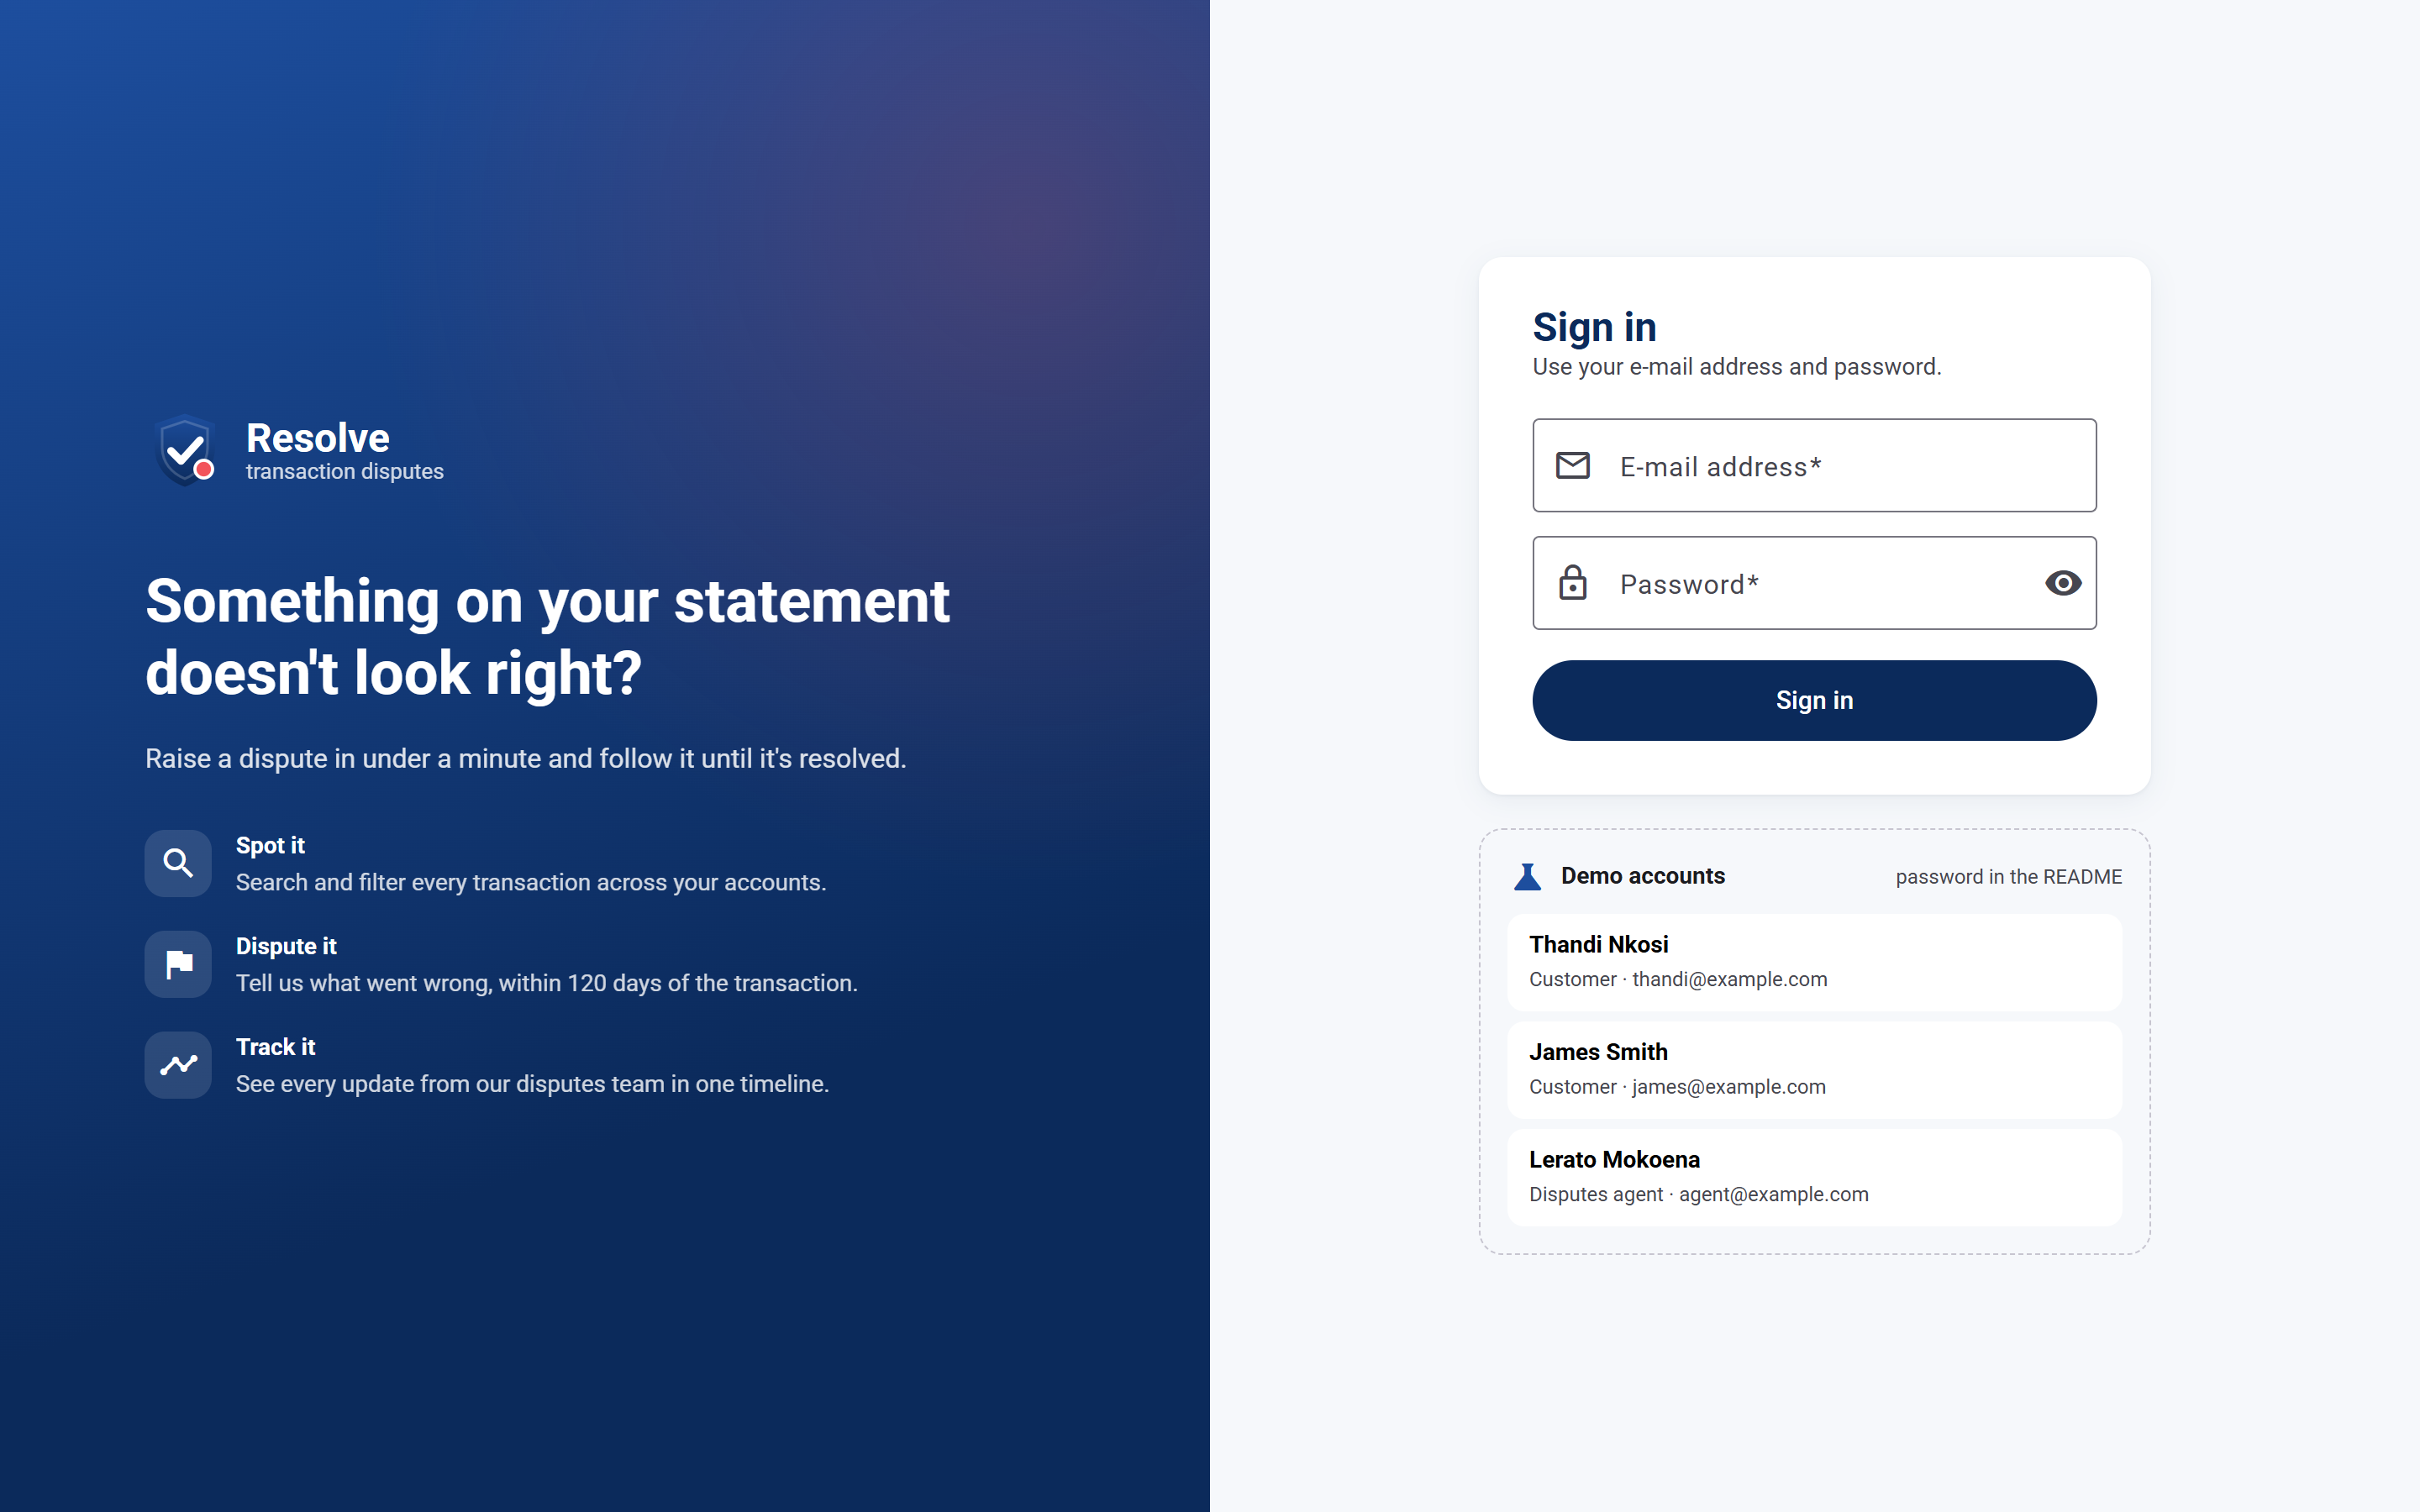 Resolve
transaction disputes
Something on your statement
doesn't look right?
Raise a dispute in under a minute and follow it until it's resolved.
Spot it
Search and filter every transaction across your accounts.
Dispute it
Tell us what went wrong, within 120 days of the transaction.
Track it
See every update from our disputes team in one timeline.
Sign in
Use your e-mail address and password.
E-mail address*
Password*
Sign in
Demo accounts
password in the README
Thandi Nkosi
Customer · thandi@example.com
James Smith
Customer · james@example.com
Lerato Mokoena
Disputes agent · agent@example.com